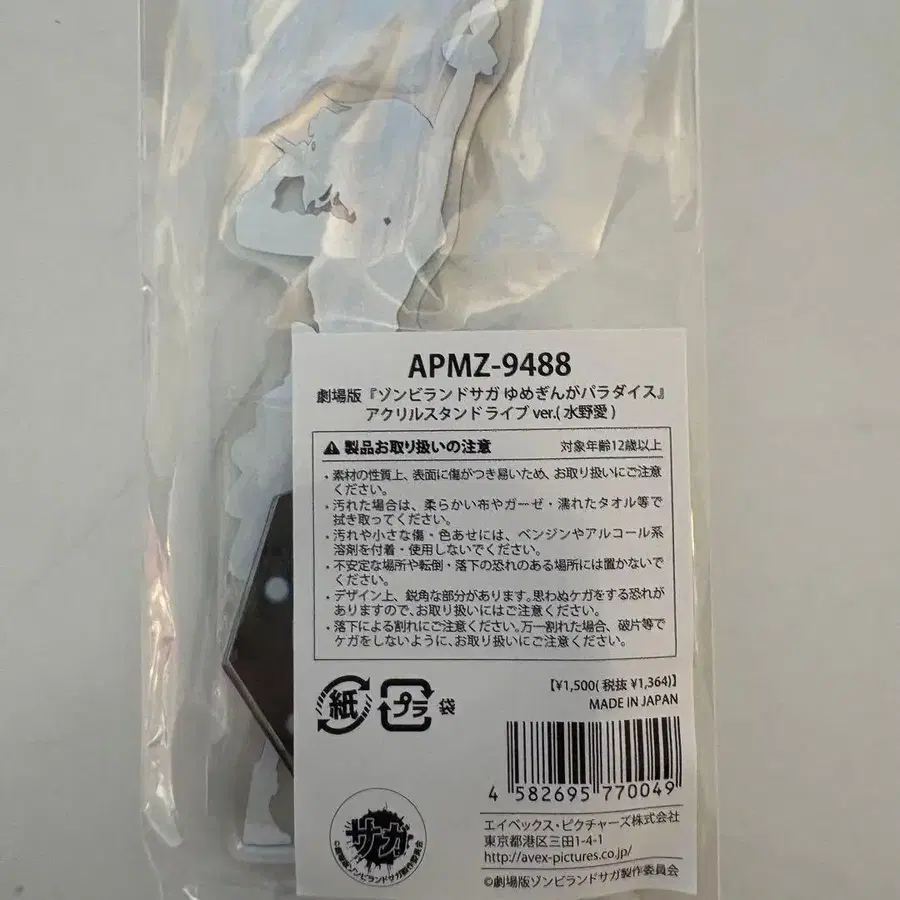 APMZ-9488
劇場版『ゾンビランドサガ ゆめぎんがパラダイス』
アクリルスタンド ライブ ver.( 水野愛 )
製品お取り扱いの注意 対象年齢12歳以上
・素材の性質上、表面に傷がつき易いため、お取り扱いにご注意
ください。
・汚れた場合は、柔らかい布やガーゼ・濡れたタオル等で
拭き取ってください。
・汚れや小さな傷・色あせには、ベンジンやアルコール系
溶剤を付着・使用しないでください。
・不安定な場所や転倒・落下の恐れのある場所には置かないで
ください。
・デザイン上、鋭角な部分があります。思わぬケガをする恐れが
ありますので、お取り扱いにはご注意ください。
・落下による割れにご注意ください。万一割れた場合、破片等で
ケガをしないように、お取り扱いにご注意ください。
【¥1,500( 税抜 ¥1,364)】
MADE IN JAPAN
紙 プラ 袋
4 582695 770049
サガ
©劇場版ゾンビランドサガ製作委員会
エイベックス・ピクチャーズ株式会社
東京都港区三田1-4-1
http://avex-pictures.co.jp/
©劇場版ゾンビランドサガ製作委員会